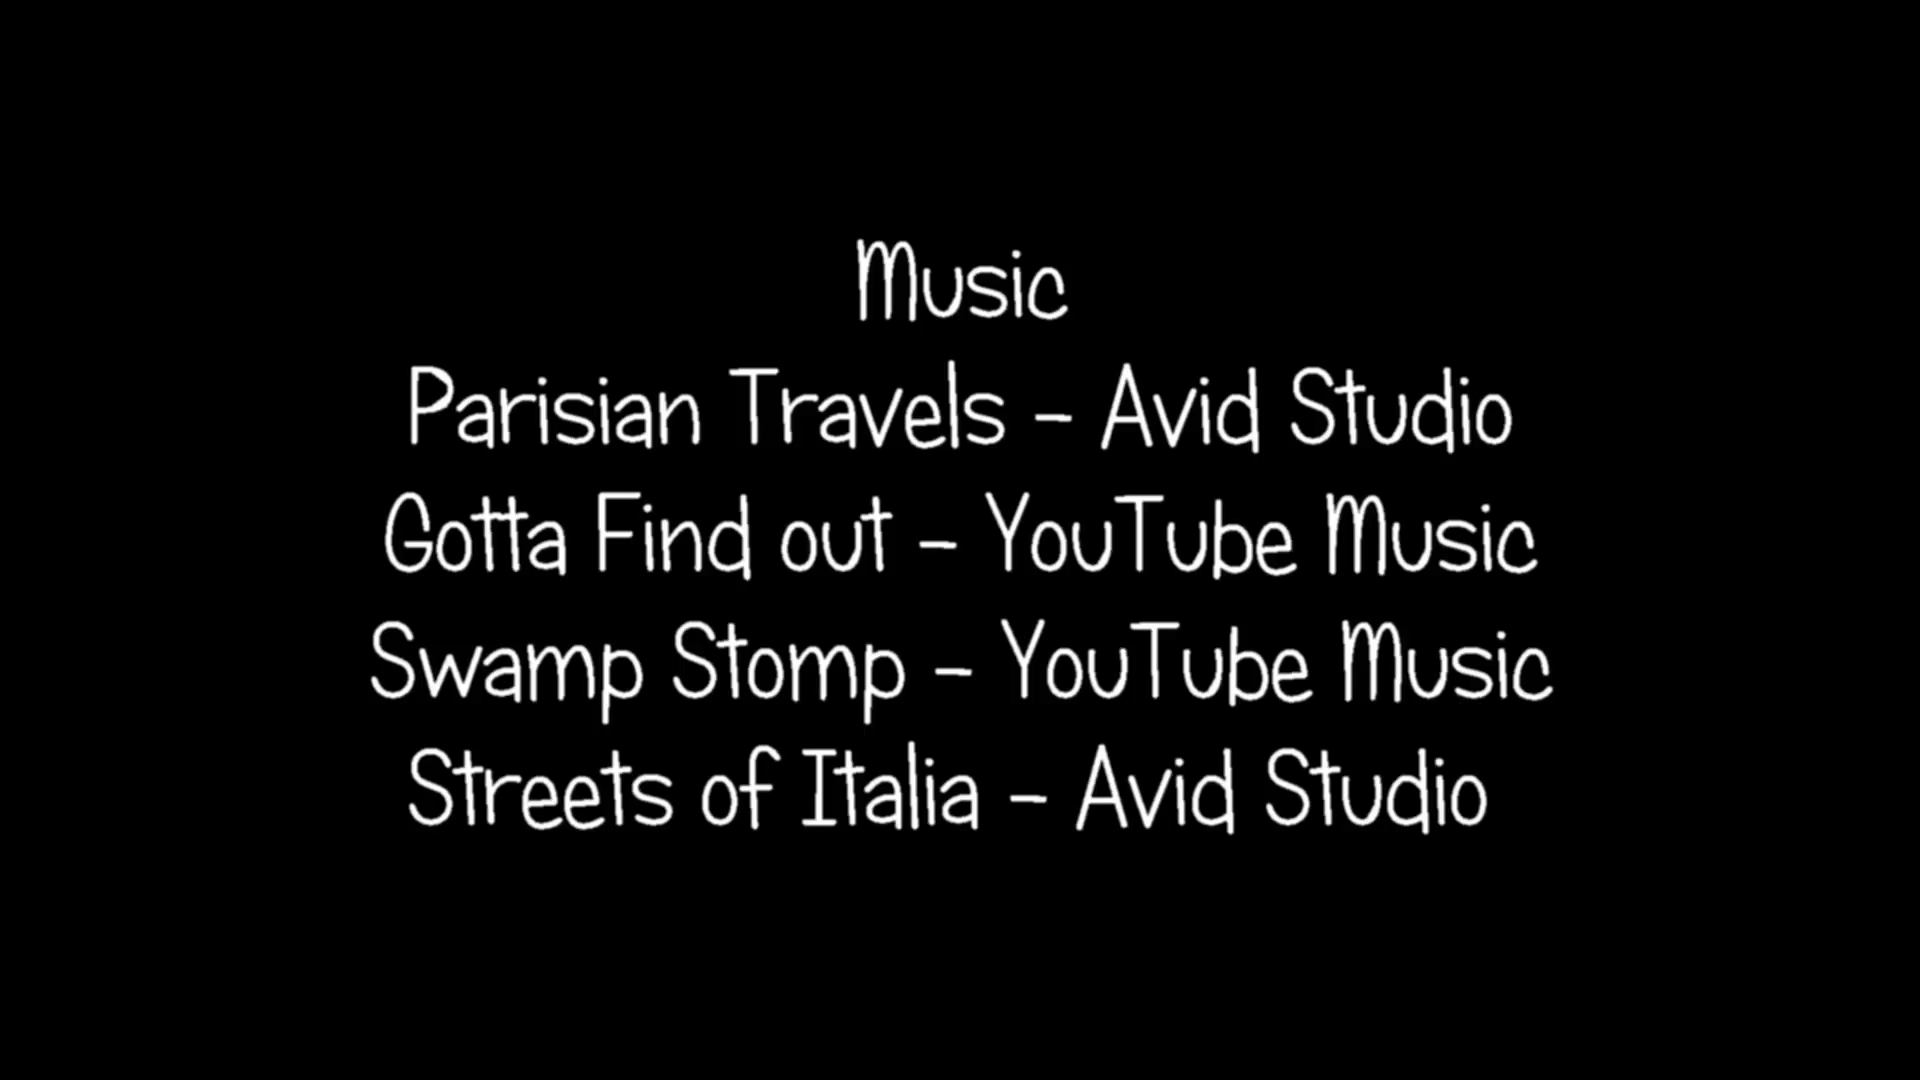 Music
Parisian Travels - Avid Studio
Gotta Find out - YouTube Music
Swamp Stomp - YouTube Music
Streets of Italia - Avid Studio